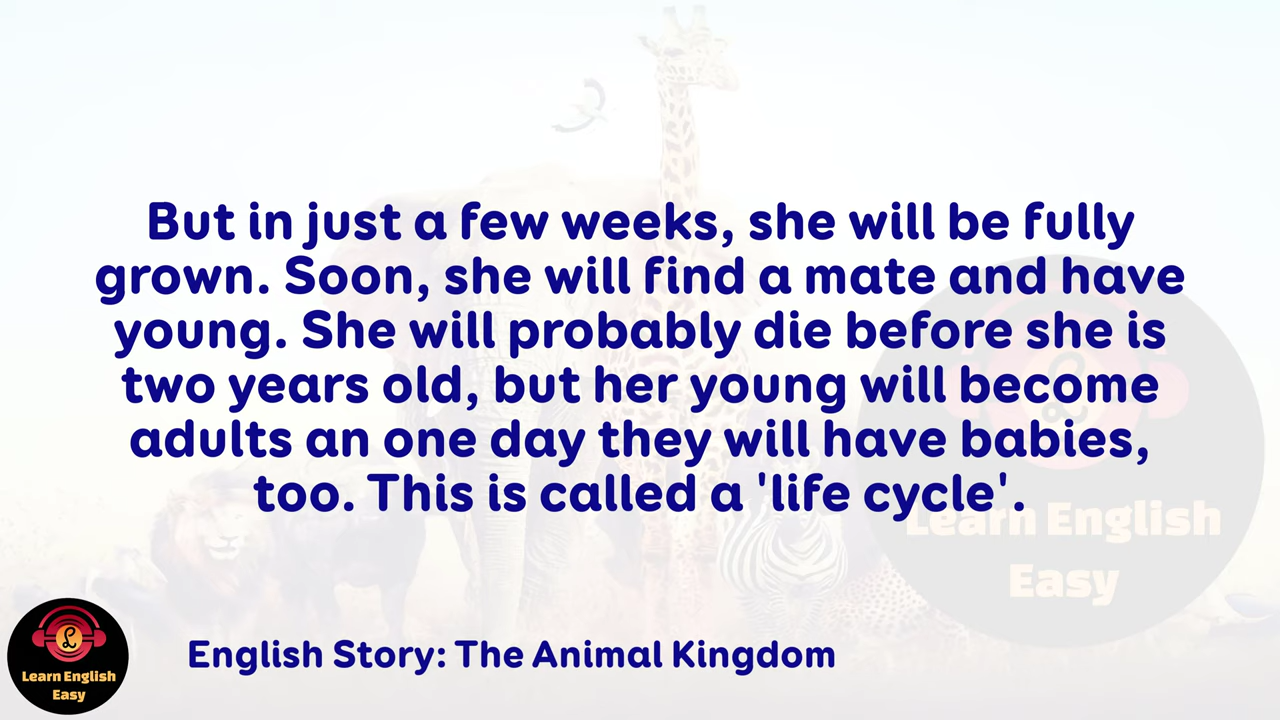 But in just a few weeks, she will be fully
grown. Soon, she will find a mate and have
young. She will probably die before she is
two years old, but her young will become
adults an one day they will have babies,
too. This is called a 'life cycle'.
Learn English
Easy
English Story: The Animal Kingdom
Learn English
Easy